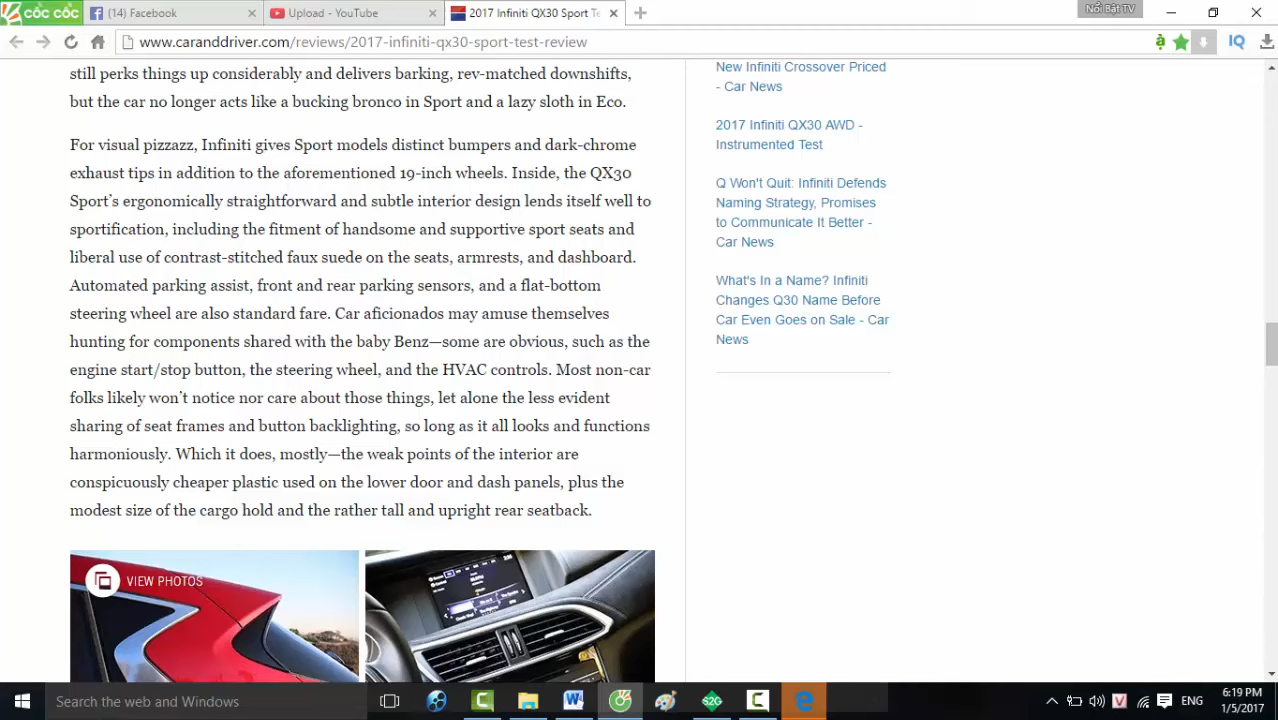 cốc cốc
(14) Facebook
Upload - YouTube
2017 Infiniti QX30 Sport Te
Nổi Bật TV
www.caranddriver.com/reviews/2017-infiniti-qx30-sport-test-review
IQ
still perks things up considerably and delivers barking, rev-matched downshifts,
but the car no longer acts like a bucking bronco in Sport and a lazy sloth in Eco.
For visual pizzazz, Infiniti gives Sport models distinct bumpers and dark-chrome
exhaust tips in addition to the aforementioned 19-inch wheels. Inside, the QX30
Sport’s ergonomically straightforward and subtle interior design lends itself well to
sportification, including the fitment of handsome and supportive sport seats and
liberal use of contrast-stitched faux suede on the seats, armrests, and dashboard.
Automated parking assist, front and rear parking sensors, and a flat-bottom
steering wheel are also standard fare. Car aficionados may amuse themselves
hunting for components shared with the baby Benz—some are obvious, such as the
engine start/stop button, the steering wheel, and the HVAC controls. Most non-car
folks likely won’t notice nor care about those things, let alone the less evident
sharing of seat frames and button backlighting, so long as it all looks and functions
harmoniously. Which it does, mostly—the weak points of the interior are
conspicuously cheaper plastic used on the lower door and dash panels, plus the
modest size of the cargo hold and the rather tall and upright rear seatback.
VIEW PHOTOS
New Infiniti Crossover Priced
- Car News
2017 Infiniti QX30 AWD -
Instrumented Test
Q Won't Quit: Infiniti Defends
Naming Strategy, Promises
to Communicate It Better -
Car News
What's In a Name? Infiniti
Changes Q30 Name Before
Car Even Goes on Sale - Car
News
Search the web and Windows
S2G
V
ENG
6:19 PM
1/5/2017